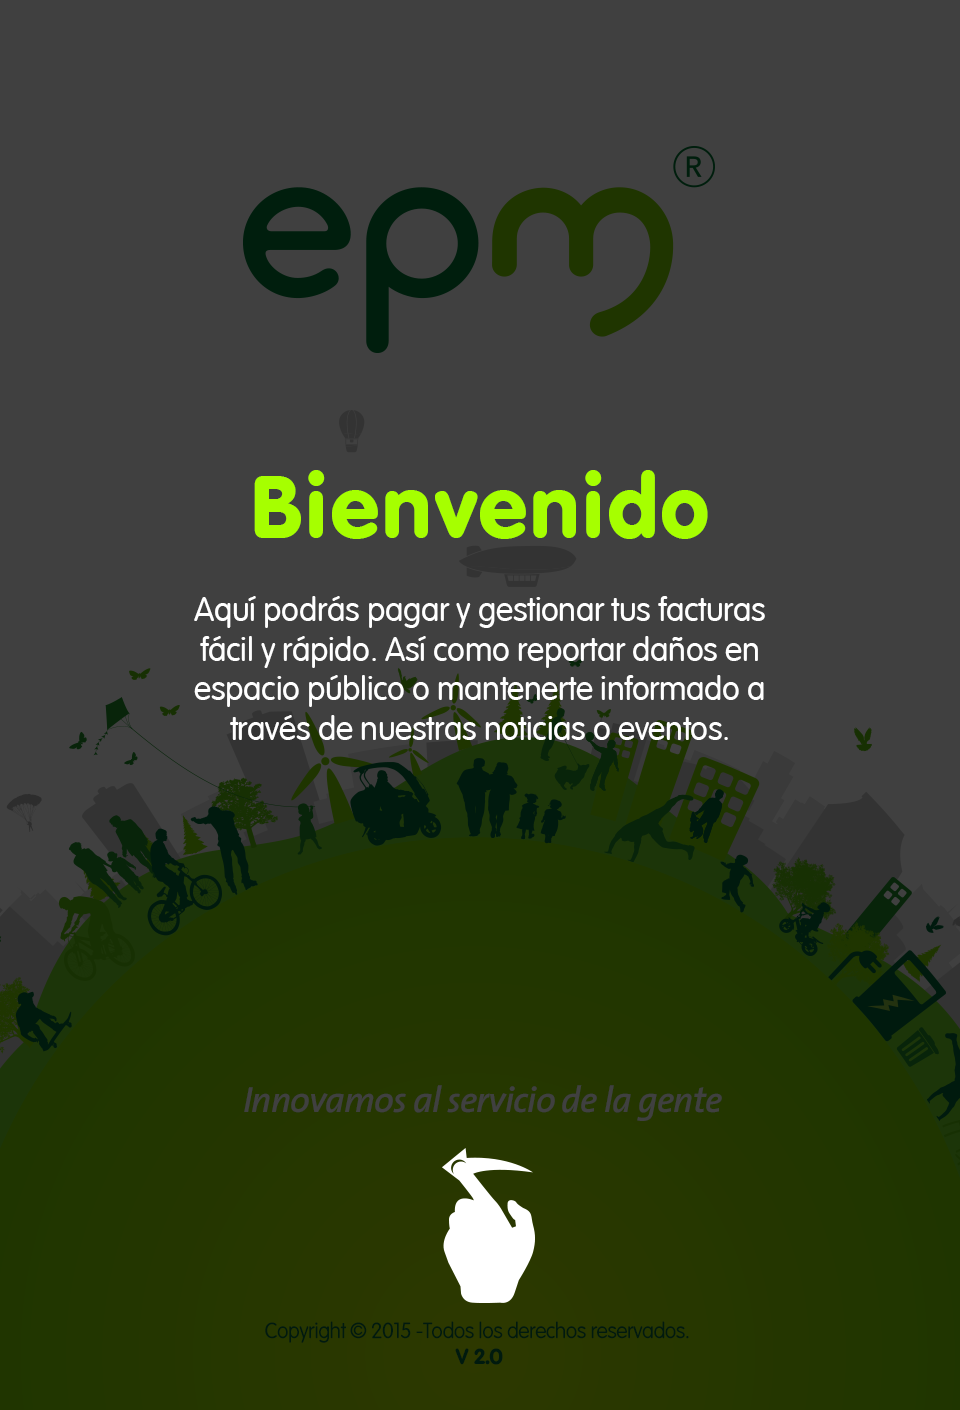 epm®
Bienvenido
Aquí podrás pagar y gestionar tus facturas
fácil y rápido. Así como reportar daños en
espacio público o mantenerte informado a
través de nuestras noticias o eventos.
Innovamos al servicio de la gente
Copyright © 2015 -Todos los derechos reservados.
V 2.0